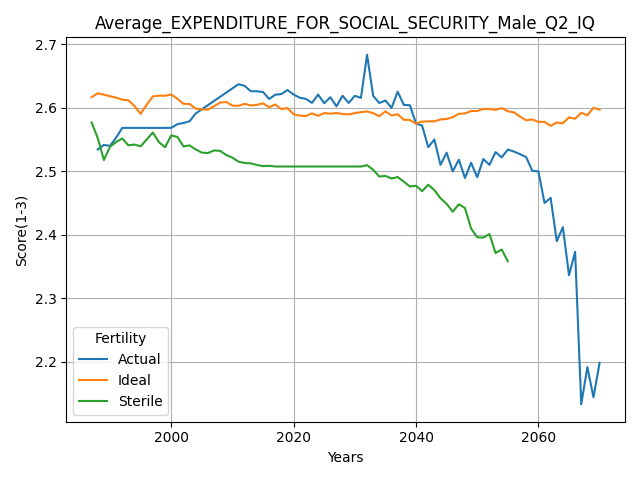 Average_EXPENDITURE_FOR_SOCIAL_SECURITY_Male_Q2_IQ
2.7
2.6
2.5
2.4
2.3
2.2
Score(1-3)
Fertility
Actual
Ideal
Sterile
2000 2020 2040 2060
Years